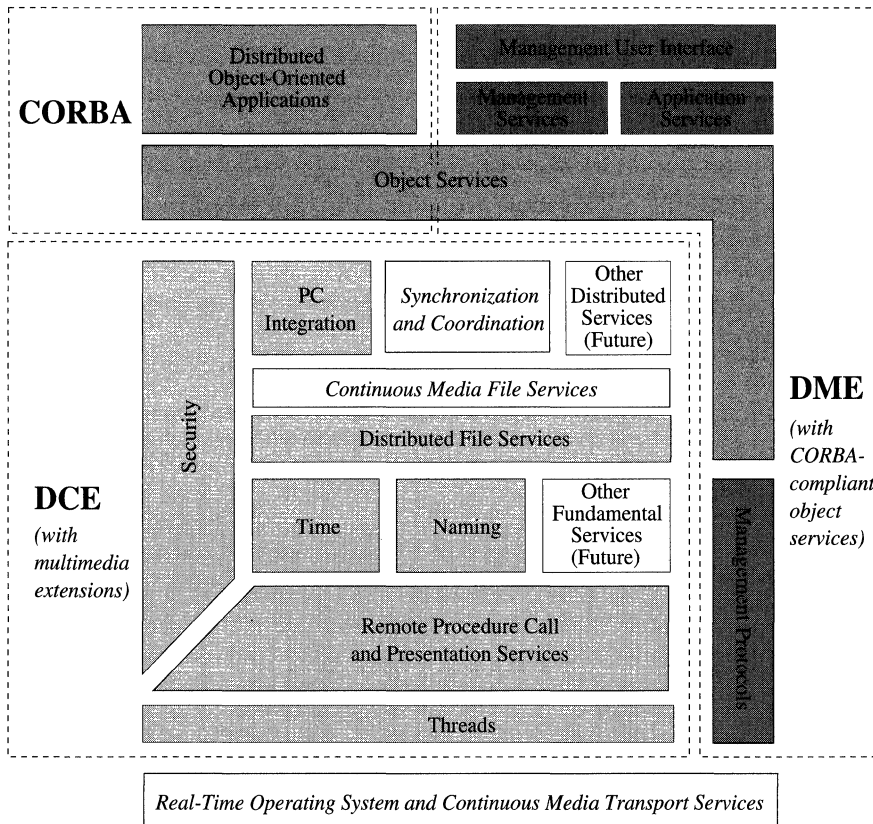 Distributed
Object-Oriented
Applications
CORBA
Management User Interface
Management
Services
Application
Services
Object Services
PC
Integration
Synchronization
and Coordination
Other
Distributed
Services
(Future)
Continuous Media File Services
Distributed File Services
Security
DCE
(with
multimedia
extensions)
Time
Naming
Other
Fundamental
Services
(Future)
Remote Procedure Call
and Presentation Services
Threads
DME
(with
CORBA-
compliant
object
services)
Management Protocols
Real-Time Operating System and Continuous Media Transport Services